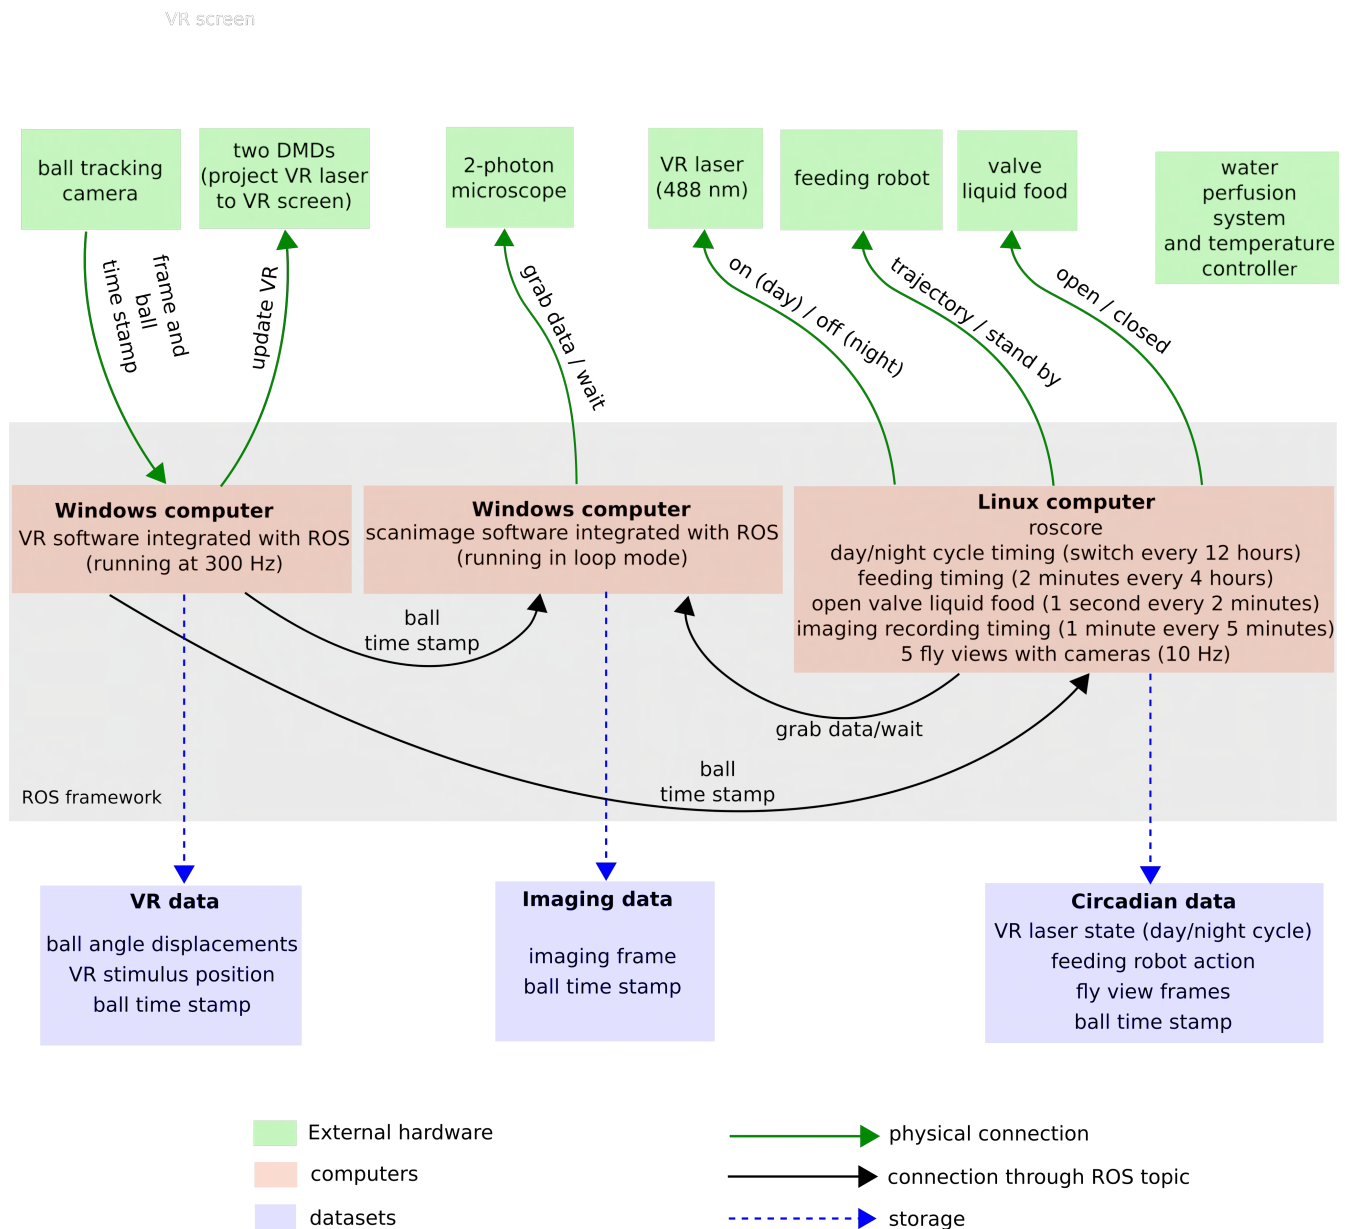 VR screen
ball tracking
camera
two DMDs
(project VR laser
to VR screen)
2-photon
microscope
VR laser
(488 nm)
feeding robot
valve
liquid food
water
perfusion
system
and temperature
controller
frame and
ball
time stamp
update VR
grab data / wait
on (day) / off (night)
trajectory / stand by
open / closed
Windows computer
VR software integrated with ROS
(running at 300 Hz)
Windows computer
scanimage software integrated with ROS
(running in loop mode)
Linux computer
roscore
day/night cycle timing (switch every 12 hours)
feeding timing (2 minutes every 4 hours)
open valve liquid food (1 second every 2 minutes)
imaging recording timing (1 minute every 5 minutes)
5 fly views with cameras (10 Hz)
ball
time stamp
grab data/wait
ball
time stamp
ROS framework
VR data
ball angle displacements
VR stimulus position
ball time stamp
Imaging data
imaging frame
ball time stamp
Circadian data
VR laser state (day/night cycle)
feeding robot action
fly view frames
ball time stamp
External hardware
computers
datasets
physical connection
connection through ROS topic
storage